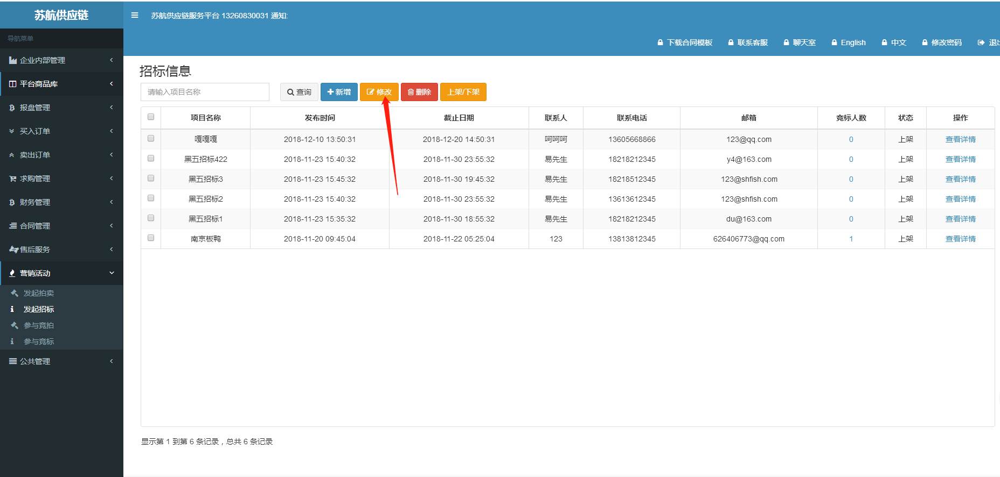 苏航供应链
苏航供应链服务平台 13260830031 通知:
下载合同模板 联系客服 聊天室 English 中文 修改密码 退出
导航菜单
企业内部管理
平台商品库
报盘管理
买入订单
卖出订单
求购管理
财务管理
合同管理
售后服务
营销活动
发起拍卖
发起招标
参与竞拍
参与竞标
公共管理
招标信息
请输入项目名称 查询 新增 修改 删除 上架/下架
项目名称 发布时间 截止日期 联系人 联系电话 邮箱 竞标人数 状态 操作
嘎嘎嘎 2018-12-10 13:50:31 2018-12-20 14:50:31 呵呵呵 13605668866 123@qq.com 0 上架 查看详情
黑五招标422 2018-11-23 15:40:32 2018-11-30 23:55:32 易先生 18218212345 y4@163.com 0 上架 查看详情
黑五招标3 2018-11-23 15:45:32 2018-11-30 19:45:32 易先生 18218512345 123@shfish.com 0 上架 查看详情
黑五招标2 2018-11-23 15:40:32 2018-11-30 23:55:32 易先生 13613612345 123@shfish.com 0 上架 查看详情
黑五招标1 2018-11-23 15:35:32 2018-11-30 18:55:32 易先生 18218212345 du@163.com 0 上架 查看详情
南京板鸭 2018-11-20 09:45:04 2018-11-22 05:25:04 123 13813812345 626406773@qq.com 1 上架 查看详情
显示第 1 到第 6 条记录，总共 6 条记录